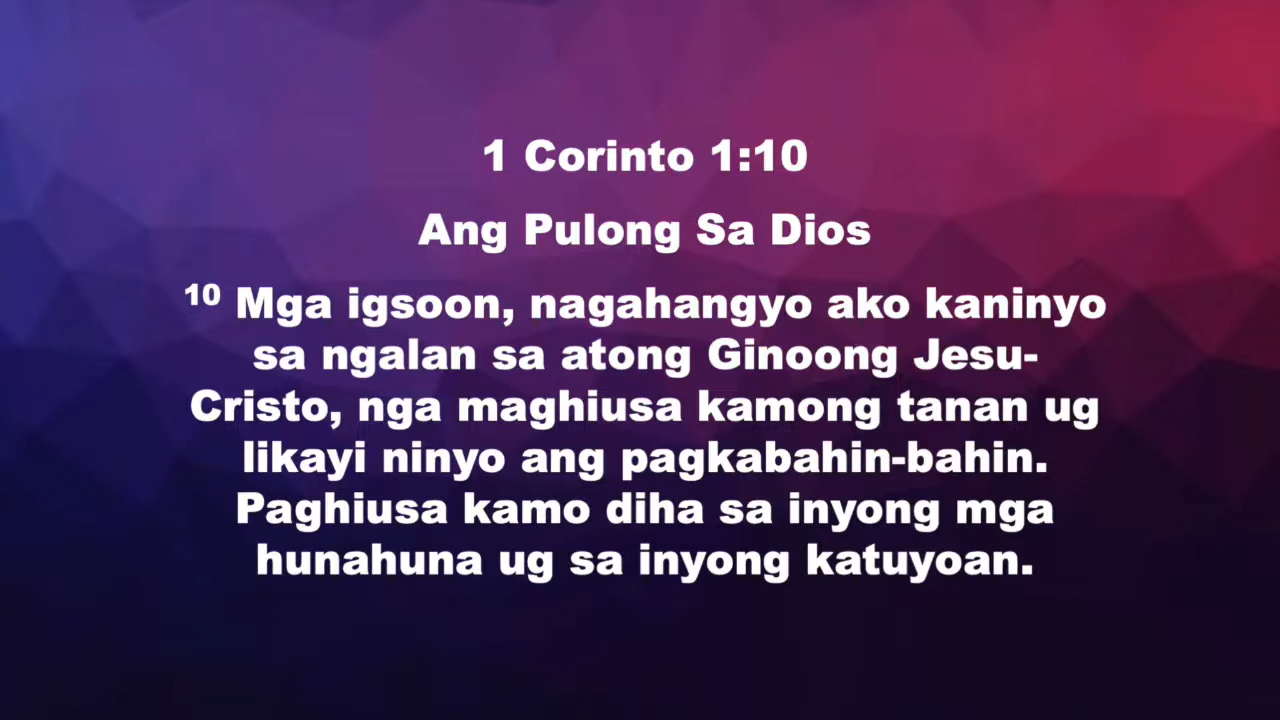 1 Corinto 1:10
Ang Pulong Sa Dios
10 Mga igsoon, nagahangyo ako kaninyo
sa ngalan sa atong Ginoong Jesu-
Cristo, nga maghiusa kamong tanan ug
likayi ninyo ang pagkabahin-bahin.
Paghiusa kamo diha sa inyong mga
hunahuna ug sa inyong katuyoan.